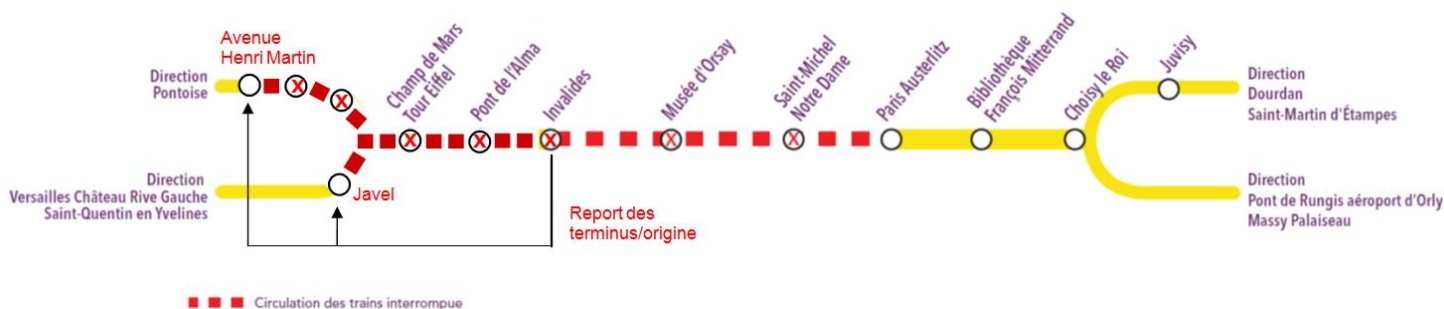 Avenue
Henri Martin
Direction
Pontoise
Champ de Mars
Tour Eiffel
Pont de l'Alma
Invalides
Musée d'Orsay
Saint-Michel
Notre Dame
Paris Austerlitz
Bibliothèque
François Mitterrand
Choisy le Roi
Juvisy
Direction
Dourdan
Saint-Martin d'Étampes
X
X
X
X
X
X
X
Direction
Versailles Château Rive Gauche
Saint-Quentin en Yvelines
Javel
Report des
terminus/origine
Direction
Pont de Rungis aéroport d'Orly
Massy Palaiseau
Circulation des trains interrompue